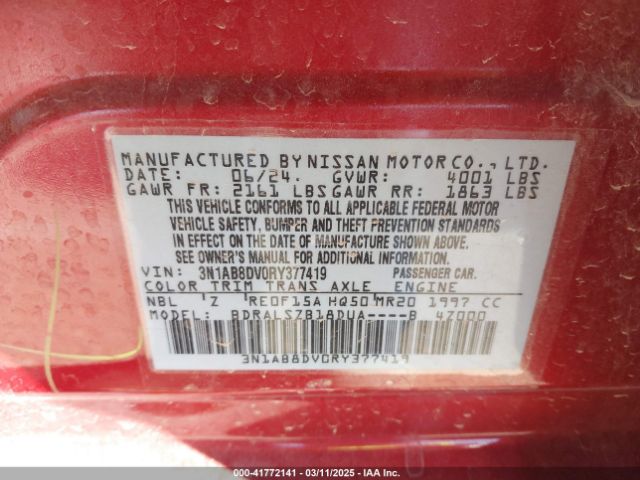 MANUFACTURED BY NISSAN MOTOR CO., LTD.
DATE: 06/24. GVWR: 4001 LBS
GAWR FR: 2161 LBS GAWR RR: 1863 LBS
THIS VEHICLE CONFORMS TO ALL APPLICABLE FEDERAL MOTOR
VEHICLE SAFETY, BUMPER AND THEFT PREVENTION STANDARDS
IN EFFECT ON THE DATE OF MANUFACTURE SHOWN ABOVE.
SEE OWNER'S MANUAL FOR ADDITIONAL INFORMATION.
VIN: 3N1AB8DV0RY377419 PASSENGER CAR.
COLOR TRIM TRANS AXLE ENGINE
NBL Z RE0F15A HQ50 MR20 1997 CC
MODEL: BDRALSZB18DUA----B 4Z000
3N1AB8DV0RY377419
000-41772141 - 03/11/2025 - IAA Inc.